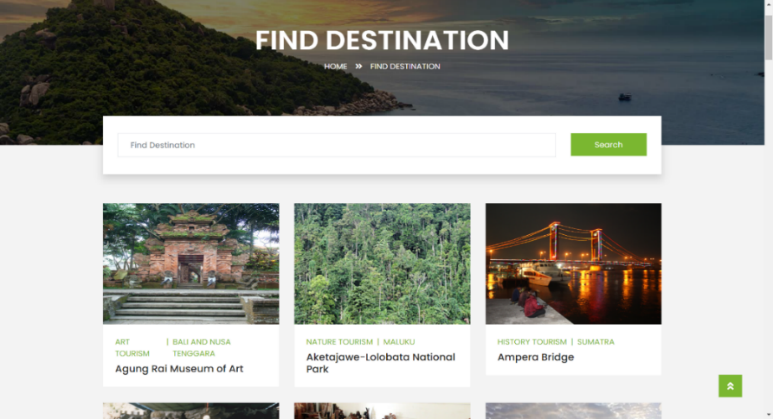 FIND DESTINATION
HOME » FIND DESTINATION
Find Destination
Search
ART TOURISM | BALI AND NUSA TENGGARA
Agung Rai Museum of Art
NATURE TOURISM | MALUKU
Aketajawe-Lolobata National
Park
HISTORY TOURISM | SUMATRA
Ampera Bridge